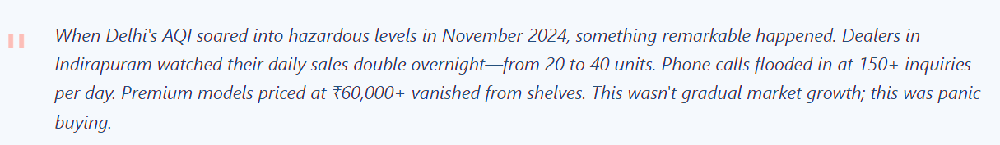 When Delhi's AQI soared into hazardous levels in November 2024, something remarkable happened. Dealers in
Indirapuram watched their daily sales double overnight—from 20 to 40 units. Phone calls flooded in at 150+ inquiries
per day. Premium models priced at ₹60,000+ vanished from shelves. This wasn't gradual market growth; this was panic
buying.